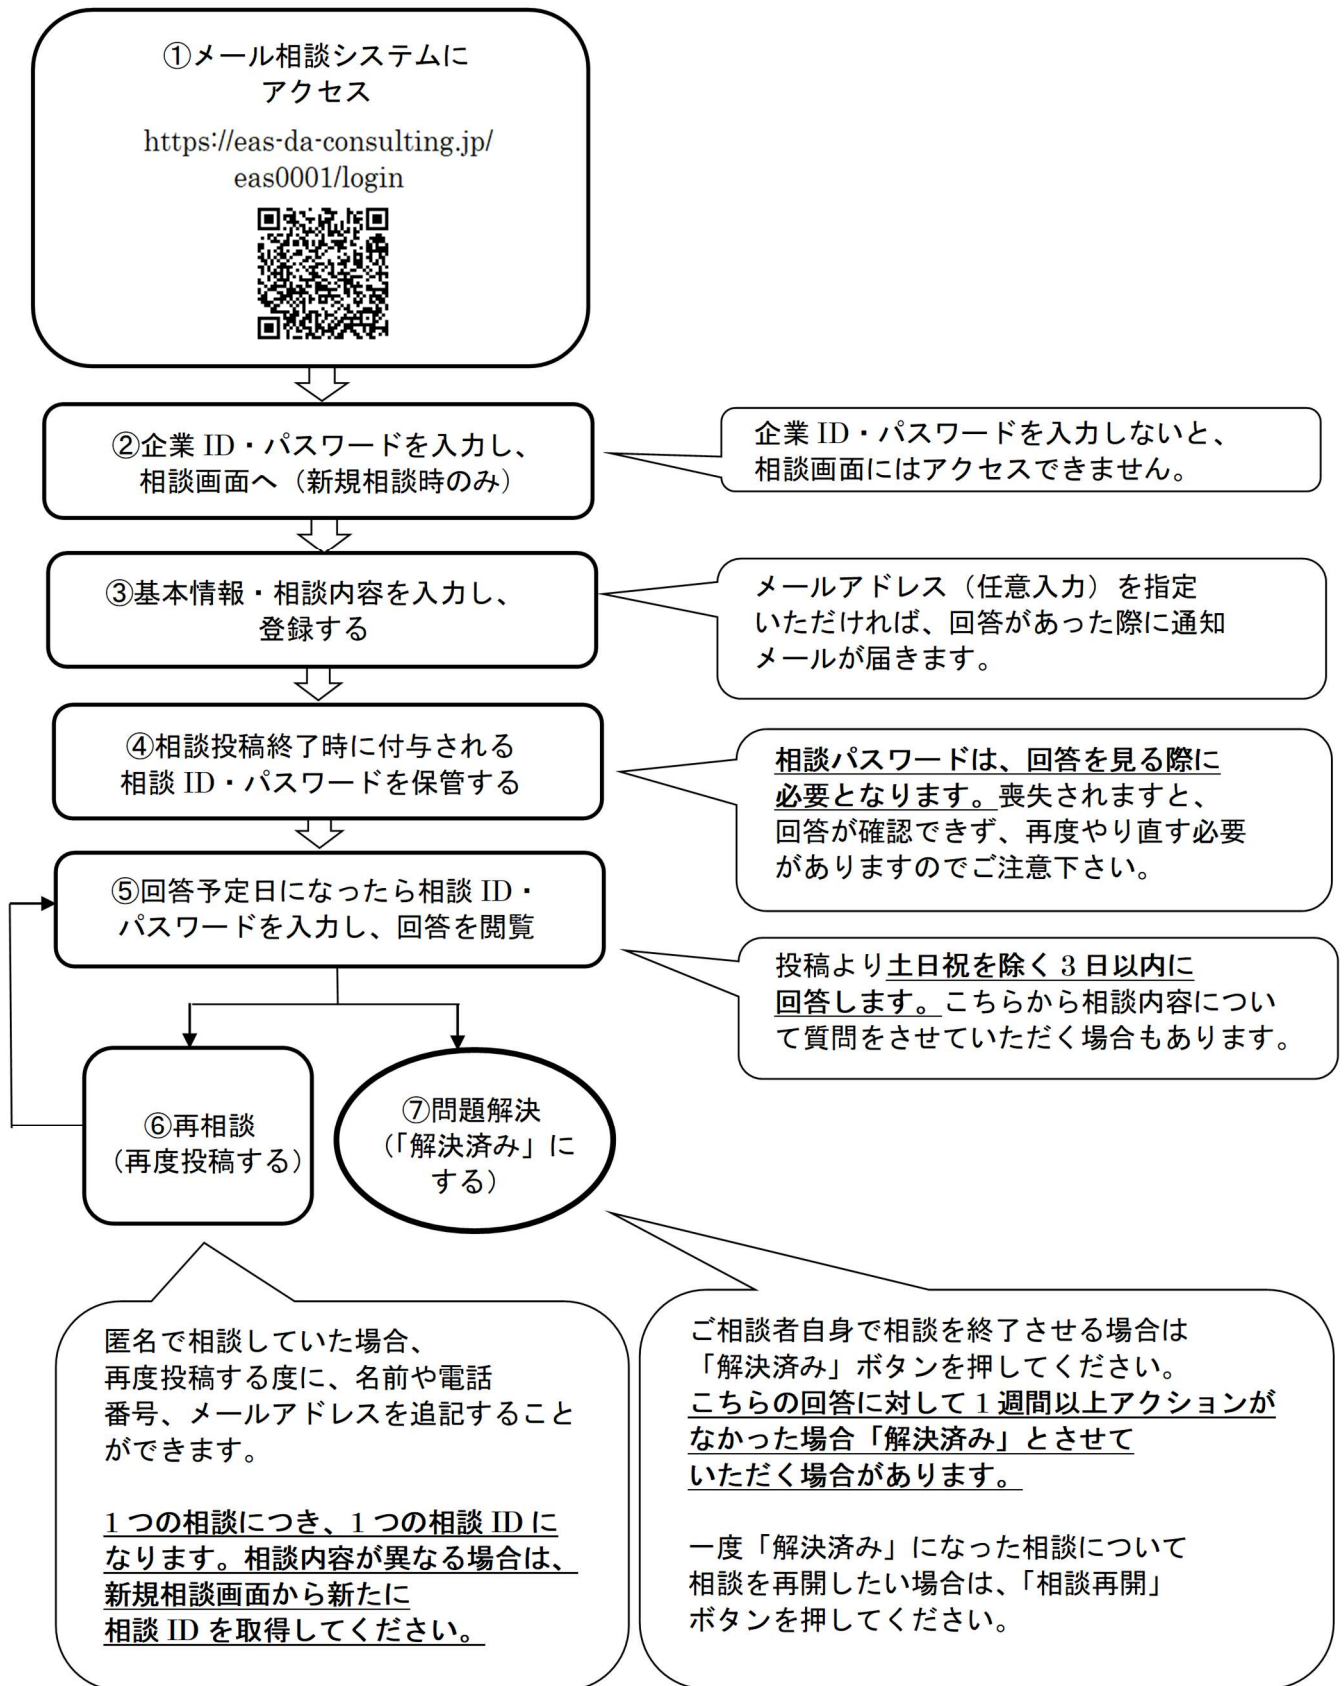 ①メール相談システムに
アクセス
https://eas-da-consulting.jp/
eas0001/login
②企業 ID・パスワードを入力し、
相談画面へ（新規相談時のみ）
企業 ID・パスワードを入力しないと、
相談画面にはアクセスできません。
③基本情報・相談内容を入力し、
登録する
メールアドレス（任意入力）を指定
いただければ、回答があった際に通知
メールが届きます。
④相談投稿終了時に付与される
相談 ID・パスワードを保管する
相談パスワードは、回答を見る際に
必要となります。喪失されますと、
回答が確認できず、再度やり直す必要
がありますのでご注意下さい。
⑤回答予定日になったら相談 ID・
パスワードを入力し、回答を閲覧
投稿より土日祝を除く 3 日以内に
回答します。こちらから相談内容につい
て質問をさせていただく場合もあります。
⑥再相談
（再度投稿する）
⑦問題解決
（「解決済み」に
する）
匿名で相談していた場合、
再度投稿する度に、名前や電話
番号、メールアドレスを追記すること
ができます。
1 つの相談につき、1 つの相談 ID に
なります。相談内容が異なる場合は、
新規相談画面から新たに
相談 ID を取得してください。
ご相談者自身で相談を終了させる場合は
「解決済み」ボタンを押してください。
こちらの回答に対して 1 週間以上アクションが
なかった場合「解決済み」とさせて
いただく場合があります。
一度「解決済み」になった相談について
相談を再開したい場合は、「相談再開」
ボタンを押してください。